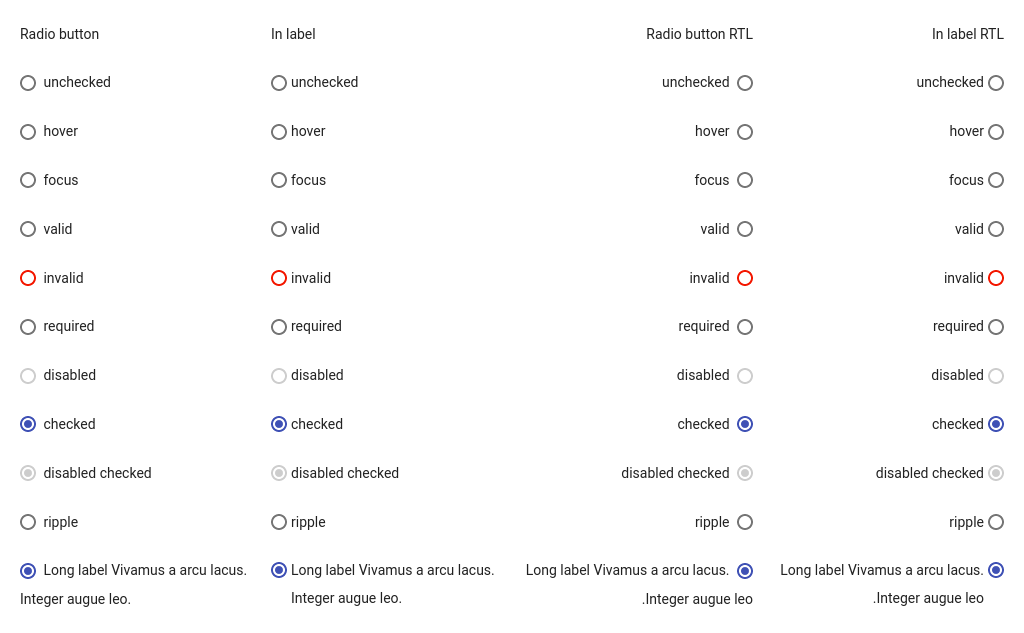 Radio button In label Radio button RTL In label RTL
unchecked unchecked unchecked unchecked
hover hover hover hover
focus focus focus focus
valid valid valid valid
invalid invalid invalid invalid
required required required required
disabled disabled disabled disabled
checked checked checked checked
disabled checked disabled checked disabled checked disabled checked
ripple ripple ripple ripple
Long label Vivamus a arcu lacus. Long label Vivamus a arcu lacus. Long label Vivamus a arcu lacus. Long label Vivamus a arcu lacus.
Integer augue leo. Integer augue leo. .Integer augue leo .Integer augue leo